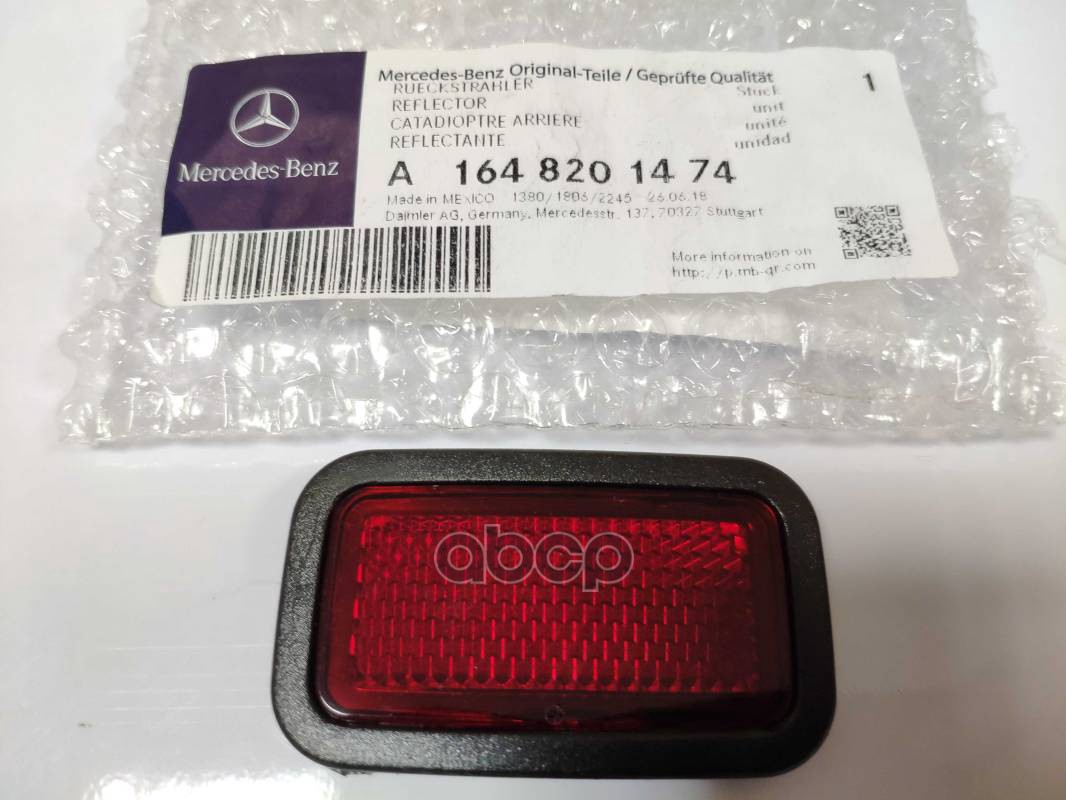 Mercedes-Benz
Mercedes-Benz Original-Teile / Geprüfte Qualität
1
RUECKSTRAHLER Stück
REFLECTOR unit
CATADIOPTRE ARRIERE unité
REFLECTANTE unidad
A 164 820 14 74
Made in MEXICO 1380/1806/2245 26.06.18
Daimler AG, Germany, Mercedesstr. 137, 70327 Stuttgart
More information on
http://p.mb-qr.com
abcp